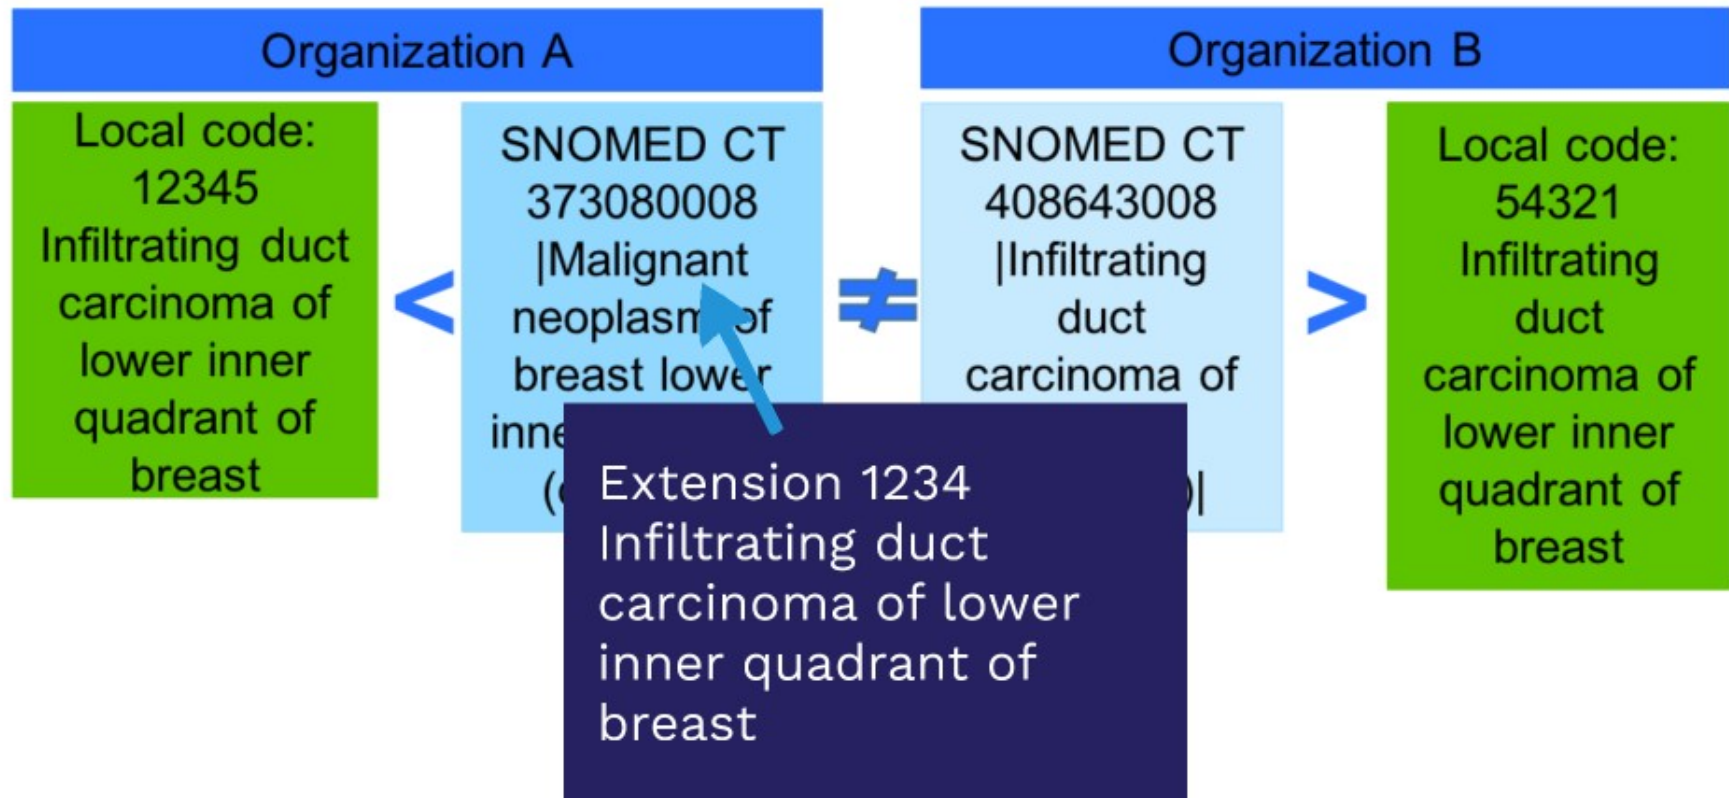 Organization A
Local code:
12345
Infiltrating duct
carcinoma of
lower inner
quadrant of
breast
<
SNOMED CT
373080008
|Malignant
neoplasm of
breast lower
≠
Organization B
SNOMED CT
408643008
|Infiltrating
duct
carcinoma of
)|
>
Local code:
54321
Infiltrating
duct
carcinoma of
lower inner
quadrant of
breast
Extension 1234
Infiltrating duct
carcinoma of lower
inner quadrant of
breast